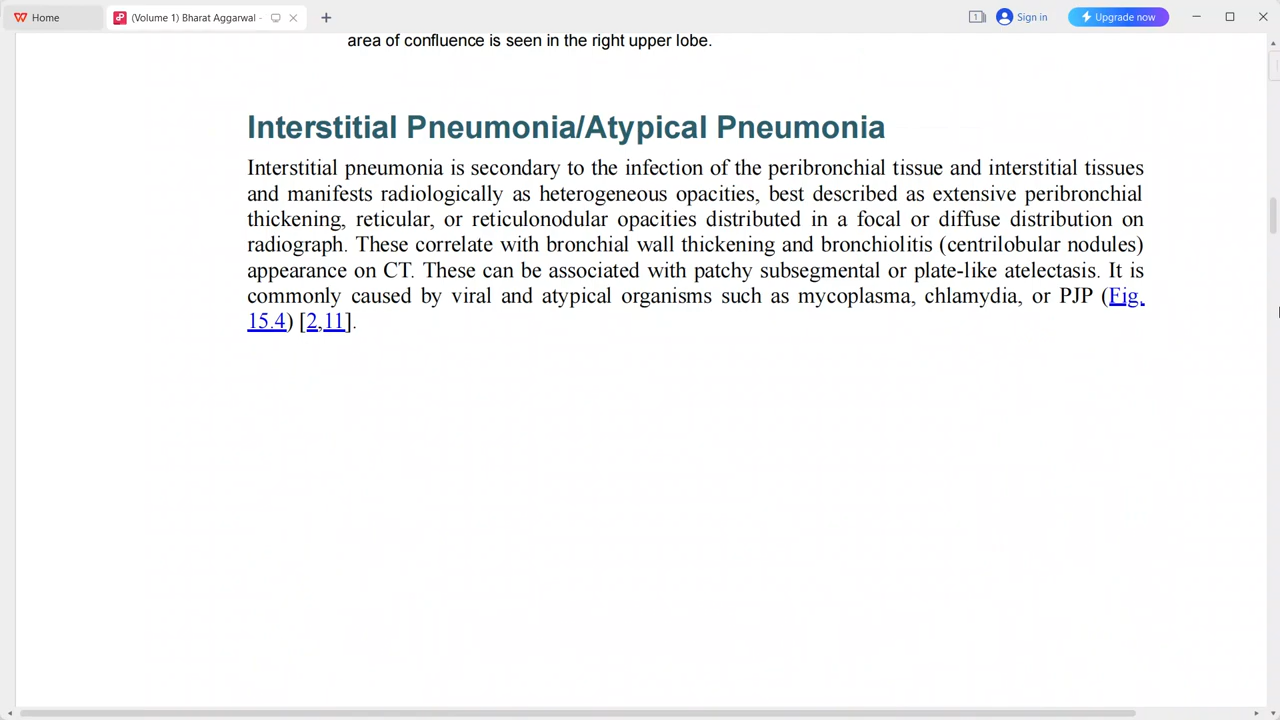 Home
(Volume 1) Bharat Aggarwal -
1
Sign in
Upgrade now
area of confluence is seen in the right upper lobe.
Interstitial Pneumonia/Atypical Pneumonia
Interstitial pneumonia is secondary to the infection of the peribronchial tissue and interstitial tissues
and manifests radiologically as heterogeneous opacities, best described as extensive peribronchial
thickening, reticular, or reticulonodular opacities distributed in a focal or diffuse distribution on
radiograph. These correlate with bronchial wall thickening and bronchiolitis (centrilobular nodules)
appearance on CT. These can be associated with patchy subsegmental or plate-like atelectasis. It is
commonly caused by viral and atypical organisms such as mycoplasma, chlamydia, or PJP (Fig.
15.4) [2,11].